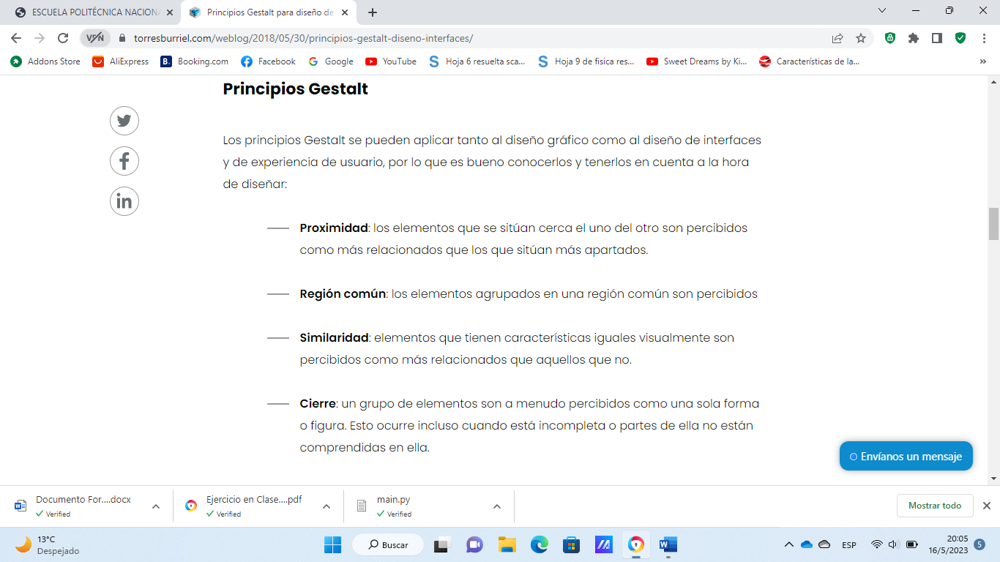 ESCUELA POLITÉCNICA NACION
Principios Gestalt para diseño de
torresburriel.com/weblog/2018/05/30/principios-gestalt-diseno-interfaces/
Addons Store
AliExpress
Booking.com
Facebook
Google
YouTube
Hoja 6 resuelta sca...
Hoja 9 de fisica res...
Sweet Dreams by Ki...
Características de la...
Principios Gestalt
Los principios Gestalt se pueden aplicar tanto al diseño gráfico como al diseño de interfaces
y de experiencia de usuario, por lo que es bueno conocerlos y tenerlos en cuenta a la hora
de diseñar:
Proximidad: los elementos que se sitúan cerca el uno del otro son percibidos
como más relacionados que los que sitúan más apartados.
Región común: los elementos agrupados en una región común son percibidos
Similaridad: elementos que tienen características iguales visualmente son
percibidos como más relacionados que aquellos que no.
Cierre: un grupo de elementos son a menudo percibidos como una sola forma
o figura. Esto ocurre incluso cuando está incompleta o partes de ella no están
comprendidas en ella.
Envíanos un mensaje
Documento For....docx
Verified
Ejercicio en Clase....pdf
Verified
main.py
Verified
Mostrar todo
13°C
Despejado
Buscar
ESP
20:05
16/5/2023
5